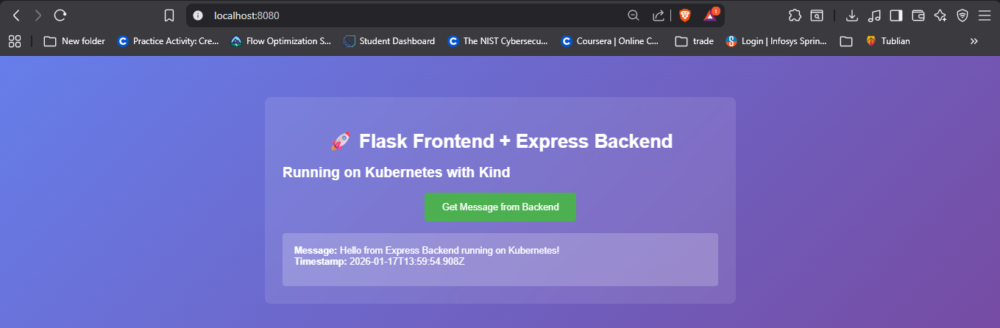 localhost:8080
1
New folder
Practice Activity: Cre...
Flow Optimization S...
Student Dashboard
The NIST Cybersecu...
Coursera | Online C...
trade
Login | Infosys Sprin...
Tublian
🚀 Flask Frontend + Express Backend
Running on Kubernetes with Kind
Get Message from Backend
Message: Hello from Express Backend running on Kubernetes!
Timestamp: 2026-01-17T13:59:54.908Z